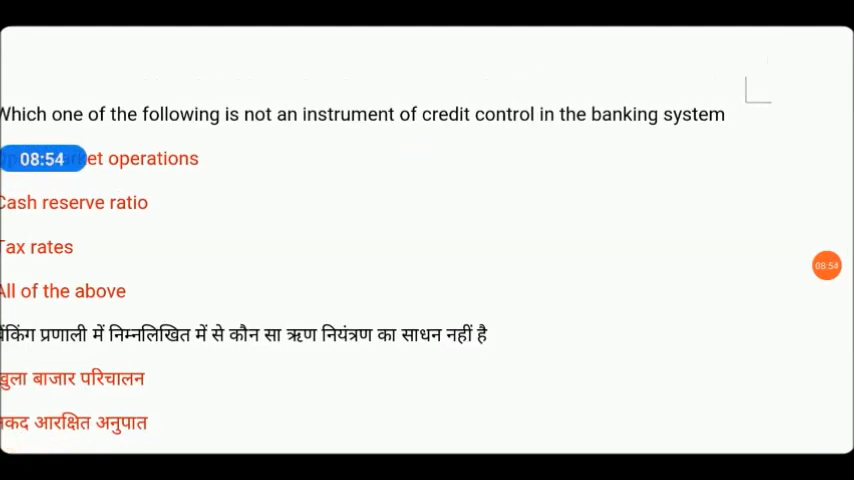 Which one of the following is not an instrument of credit control in the banking system
08:54 et operations
Cash reserve ratio
Tax rates
08:54
All of the above
बैंकिंग प्रणाली में निम्नलिखित में से कौन सा ऋण नियंत्रण का साधन नहीं है
खुला बाजार परिचालन
नकद आरक्षित अनुपात